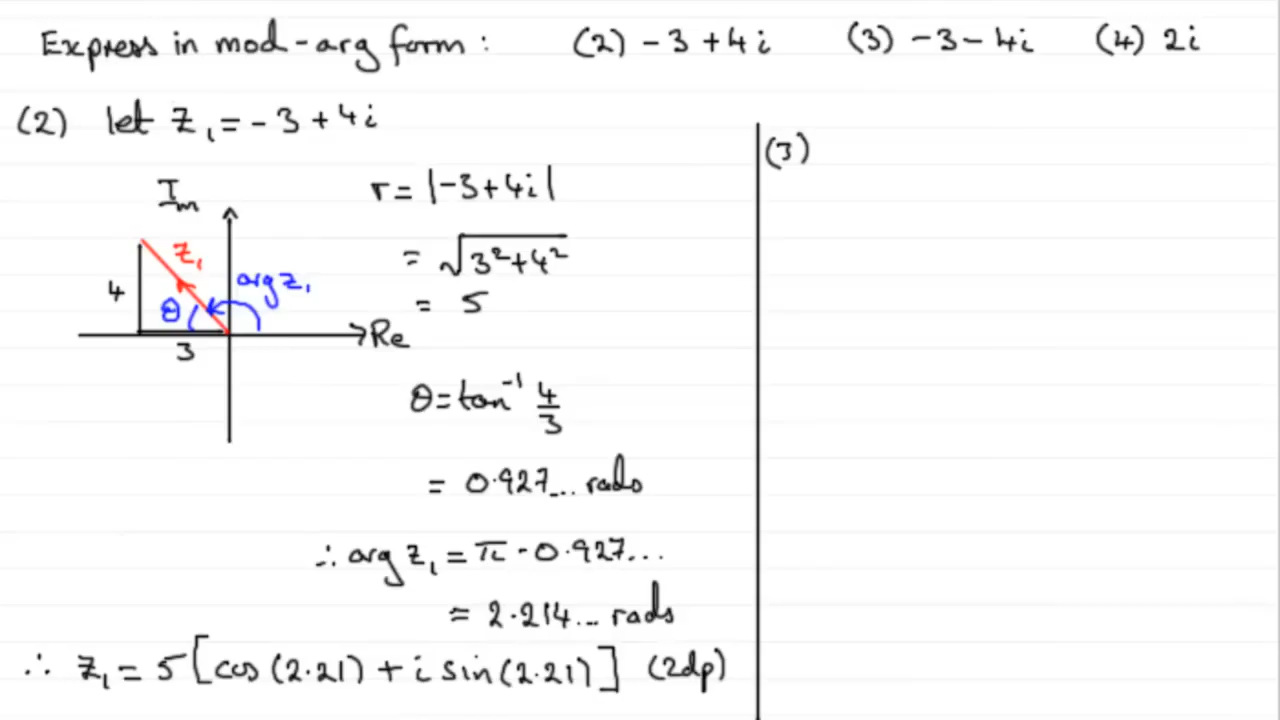 Express in mod-arg form: (2) -3+4i (3) -3-4i (4) 2i
(2) let z₁ = -3+4i
Im
z₁
arg z₁
4
θ
Re
3
r = |-3+4i|
= √(3²+4²)
= 5
θ = tan⁻¹ 4/3
= 0.927... rads
∴ arg z₁ = π - 0.927...
= 2.214... rads
∴ z₁ = 5[cos(2.21) + i sin(2.21)] (2dp)
(3)